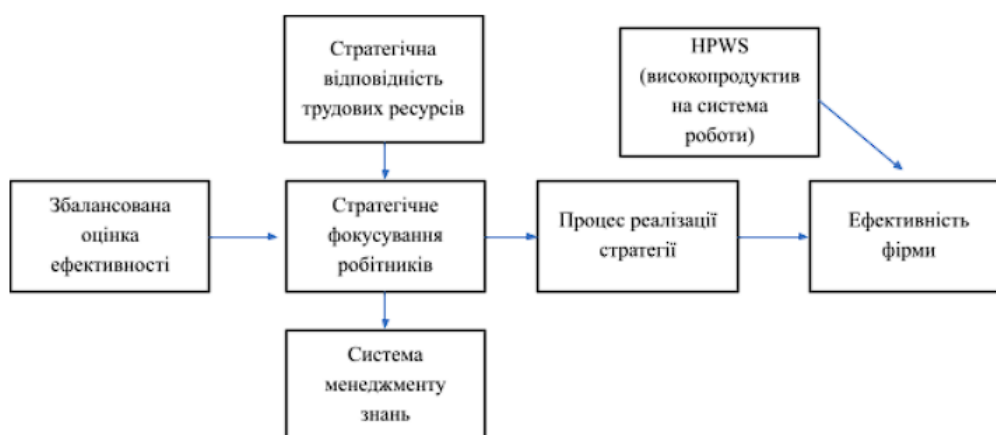 Стратегічна
відповідність
трудових ресурсів
HPWS
(високопродуктив
на система
роботи)
Збалансована
оцінка
ефективності
Стратегічне
фокусування
робітників
Процес реалізації
стратегії
Ефективність
фірми
Система
менеджменту
знань